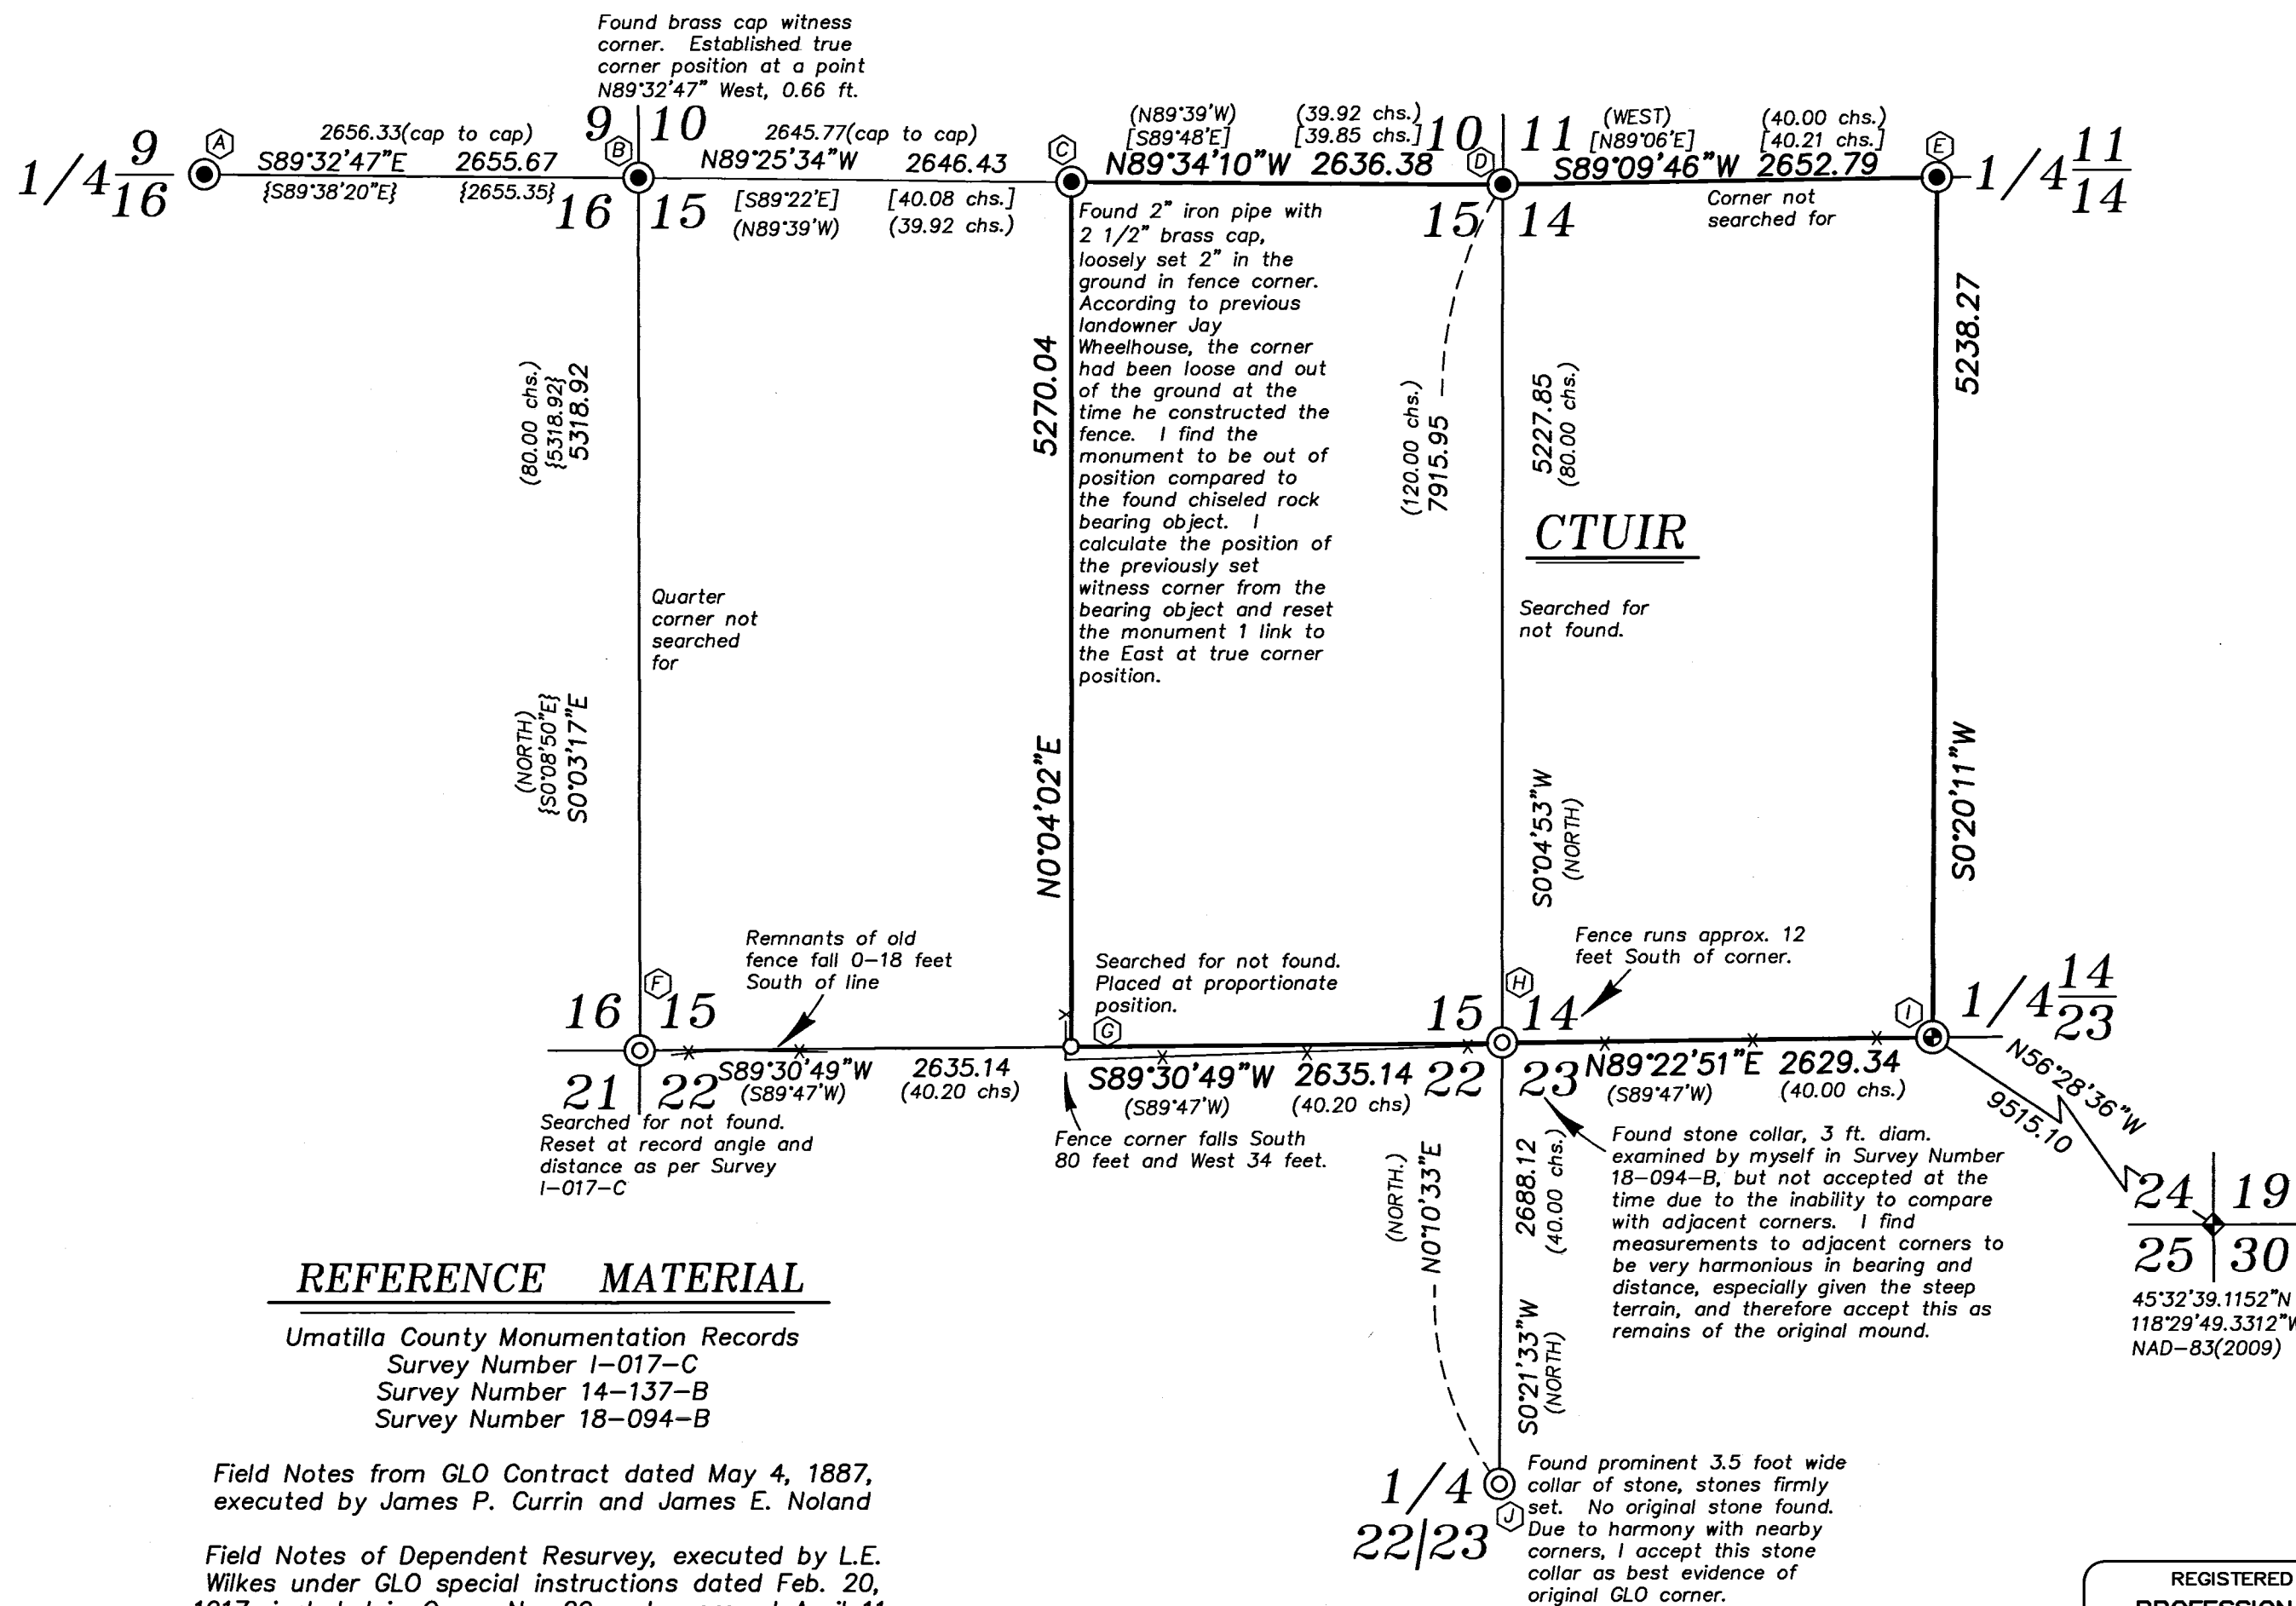 Found brass cap witness
corner. Established true
corner position at a point
N89°32'47" West, 0.66 ft.
1/4 9/16
A
2656.33(cap to cap)
S89°32'47"E 2655.67
{S89°38'20"E} {2655.35}
9 10
B
16 15
2645.77(cap to cap)
N89°25'34"W 2646.43
[S89°22'E] [40.08 chs.]
(N89°39'W) (39.92 chs.)
C
(N89°39'W) (39.92 chs.)
[S89°48'E] [39.85 chs.]
N89°34'10"W 2636.38
10 11
D
15 14
(WEST) (40.00 chs.)
[N89°06'E] [40.21 chs.]
S89°09'46"W 2652.79
Corner not
searched for
E
1/4 11/14
Found 2" iron pipe with
2 1/2" brass cap,
loosely set 2" in the
ground in fence corner.
According to previous
landowner Jay
Wheelhouse, the corner
had been loose and out
of the ground at the
time he constructed the
fence. I find the
monument to be out of
position compared to
the found chiseled rock
bearing object. I
calculate the position of
the previously set
witness corner from the
bearing object and reset
the monument 1 link to
the East at true corner
position.
(80.00 chs.)
{5318.92}
5318.92
(NORTH)
{S0°08'50"E}
S0°03'17"E
Quarter
corner not
searched
for
5270.04
N0°04'02"E
(120.00 chs.)
7915.95
5227.85
(80.00 chs.)
CTUIR
Searched for
not found.
S0°04'53"W
(NORTH)
5238.27
S0°20'11"W
Remnants of old
fence fall 0-18 feet
South of line
Searched for not found.
Placed at proportionate
position.
Fence runs approx. 12
feet South of corner.
16 15
F
21 22
S89°30'49"W 2635.14
(S89°47'W) (40.20 chs)
G
S89°30'49"W 2635.14
(S89°47'W) (40.20 chs)
15 14
H
22 23
N89°22'51"E 2629.34
(S89°47'W) (40.00 chs.)
I
1/4 14/23
N56°28'36"W
9515.10
Searched for not found.
Reset at record angle and
distance as per Survey
I-017-C
Fence corner falls South
80 feet and West 34 feet.
(NORTH.)
N0°10'33"E
2688.12
(40.00 chs.)
S0°21'33"W
(NORTH)
Found stone collar, 3 ft. diam.
examined by myself in Survey Number
18-094-B, but not accepted at the
time due to the inability to compare
with adjacent corners. I find
measurements to adjacent corners to
be very harmonious in bearing and
distance, especially given the steep
terrain, and therefore accept this as
remains of the original mound.
24 19
25 30
45°32'39.1152"N
118°29'49.3312"W
NAD-83(2009)
REFERENCE MATERIAL
Umatilla County Monumentation Records
Survey Number I-017-C
Survey Number 14-137-B
Survey Number 18-094-B
Field Notes from GLO Contract dated May 4, 1887,
executed by James P. Currin and James E. Noland
Field Notes of Dependent Resurvey, executed by L.E.
Wilkes under GLO special instructions dated Feb. 20,
1/4
22|23
J
Found prominent 3.5 foot wide
collar of stone, stones firmly
set. No original stone found.
Due to harmony with nearby
corners, I accept this stone
collar as best evidence of
original GLO corner.
REGISTERED